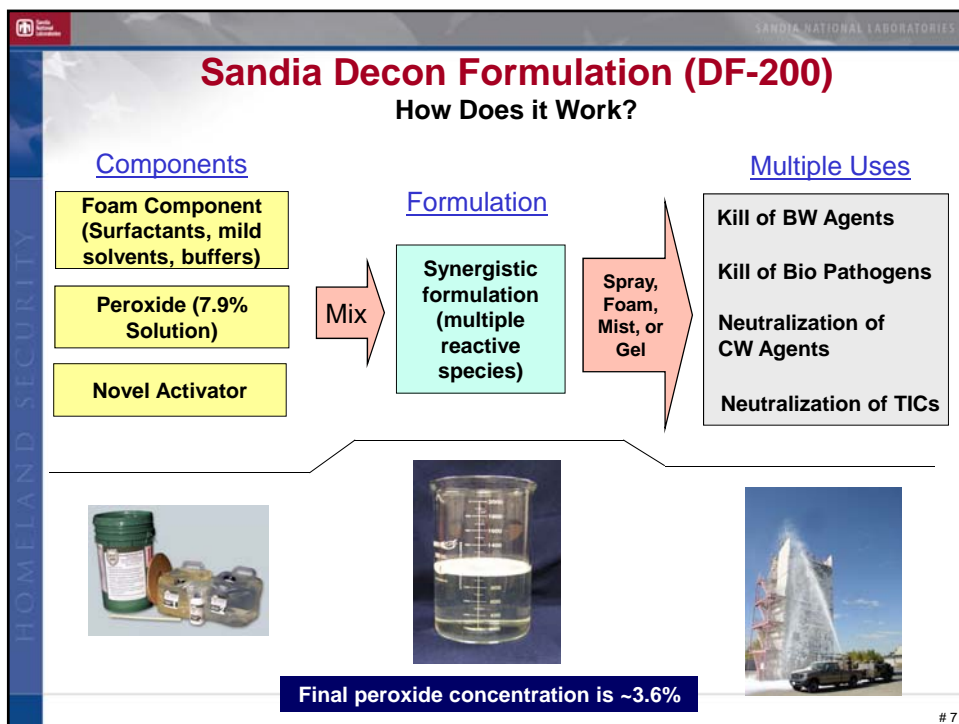 Sandia
National
Laboratories
SANDIA NATIONAL LABORATORIES
Sandia Decon Formulation (DF-200)
How Does it Work?
Components
Foam Component
(Surfactants, mild
solvents, buffers)
Peroxide (7.9%
Solution)
Novel Activator
Mix
Formulation
Synergistic
formulation
(multiple
reactive
species)
Spray,
Foam,
Mist, or
Gel
Multiple Uses
Kill of BW Agents
Kill of Bio Pathogens
Neutralization of
CW Agents
Neutralization of TICs
HOMELAND SECURITY
Final peroxide concentration is ~3.6%
# 7